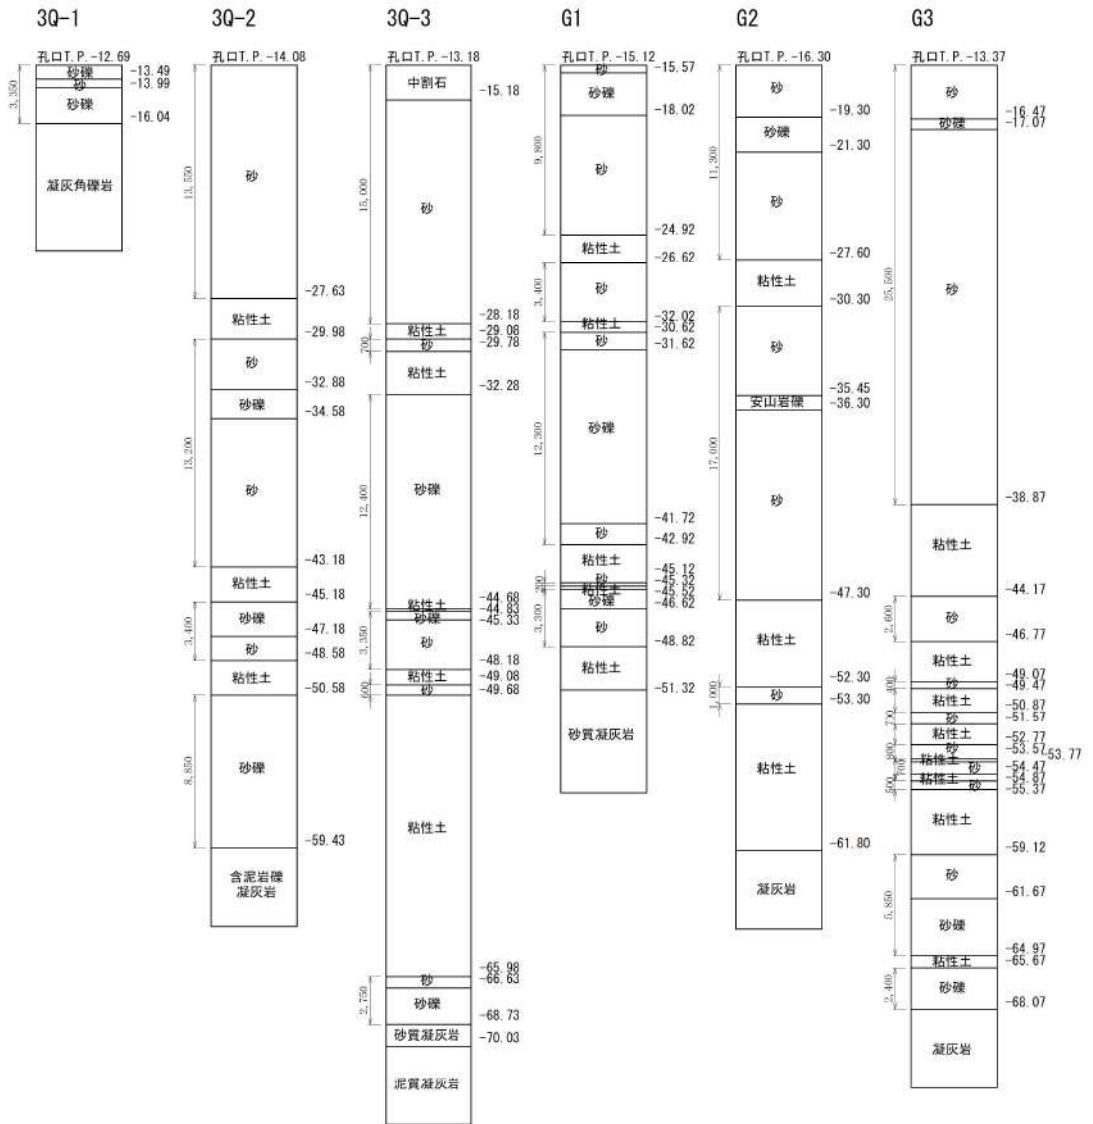 3Q-1
孔口T.P.-12.69
砂礫
-13.49
砂
-13.99
砂礫
-16.04
3,350
凝灰角礫岩
3Q-2
孔口T.P.-14.08
砂
13,550
-27.63
粘性土
-29.98
砂
-32.88
砂礫
-34.58
13,200
砂
-43.18
粘性土
-45.18
砂礫
-47.18
3,400
砂
-48.58
粘性土
-50.58
砂礫
8,850
-59.43
含泥岩礫
凝灰岩
3Q-3
孔口T.P.-13.18
中割石
-15.18
15,000
砂
-28.18
粘性土
-29.08
砂
-29.78
700
粘性土
-32.28
砂礫
12,400
-44.68
粘性土
-44.83
砂礫
-45.33
砂
3,350
-48.18
粘性土
-49.08
砂
-49.68
600
粘性土
-65.98
砂
-66.63
砂礫
2,750
-68.73
砂質凝灰岩
-70.03
泥質凝灰岩
G1
孔口T.P.-15.12
砂
-15.57
砂礫
-18.02
9,800
砂
-24.92
粘性土
-26.62
砂
3,400
-32.02
粘性土
-30.62
砂
-31.62
砂礫
12,300
-41.72
砂
-42.92
粘性土
-45.12
砂
-45.32
200
粘性土
-45.52
砂礫
-46.62
3,300
砂
-48.82
粘性土
-51.32
砂質凝灰岩
G2
孔口T.P.-16.30
砂
-19.30
砂礫
-21.30
11,300
砂
-27.60
粘性土
-30.30
砂
-35.45
安山岩礫
-36.30
17,000
砂
-47.30
粘性土
-52.30
砂
-53.30
1,000
粘性土
-61.80
凝灰岩
G3
孔口T.P.-13.37
砂
-16.47
砂礫
-17.07
25,500
砂
-38.87
粘性土
-44.17
砂
2,600
-46.77
粘性土
-49.07
砂
-49.47
400
粘性土
-50.87
砂
-51.57
700
粘性土
-52.77
砂
-53.57
800
粘性土
-53.77
砂
-54.47
700
粘性土
-54.87
砂
-55.37
500
粘性土
-59.12
砂
-61.67
5,850
砂礫
-64.97
粘性土
-65.67
砂礫
2,400
-68.07
凝灰岩